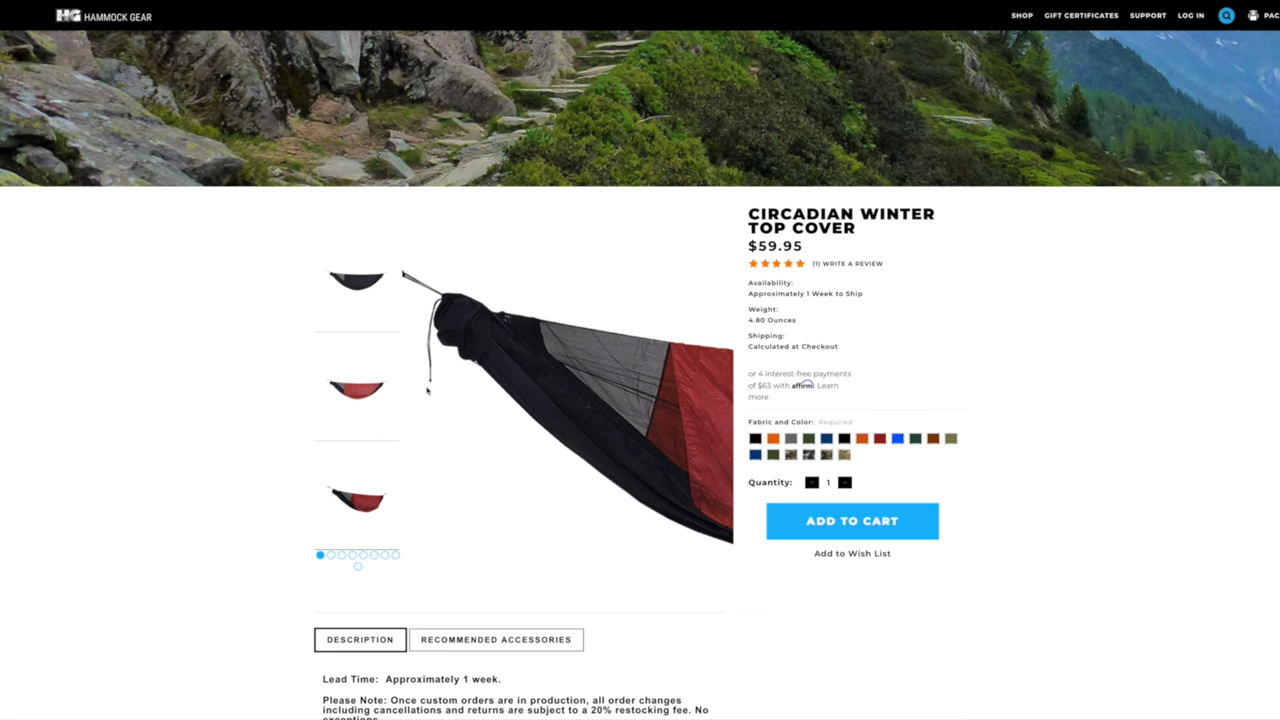 HG HAMMOCK GEAR
SHOP GIFT CERTIFICATES SUPPORT LOG IN PAC
CIRCADIAN WINTER
TOP COVER
$59.95
(1) WRITE A REVIEW
Availability:
Approximately 1 Week to Ship
Weight:
4.80 Ounces
Shipping:
Calculated at Checkout
or 4 interest-free payments
of $63 with affirm. Learn
more
Fabric and Color: Required
Quantity: 1
ADD TO CART
Add to Wish List
DESCRIPTION RECOMMENDED ACCESSORIES
Lead Time: Approximately 1 week.
Please Note: Once custom orders are in production, all order changes
including cancellations and returns are subject to a 20% restocking fee. No
exceptions